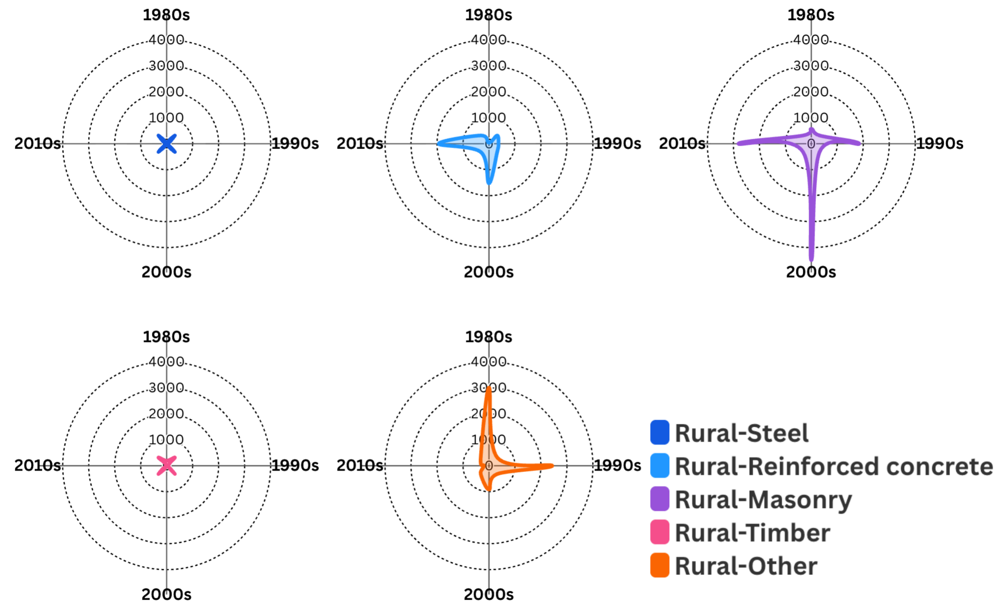 1980s 1980s 1980s
4000 4000 4000
3000 3000 3000
2000 2000 2000
1000 1000 1000
2010s 1990s 2010s 0 1990s 2010s 0 1990s
2000s 2000s 2000s
1980s 1980s
4000 4000
3000 3000
2000 2000
1000 1000
2010s 1990s 2010s 0 1990s
2000s 2000s
Rural-Steel
Rural-Reinforced concrete
Rural-Masonry
Rural-Timber
Rural-Other